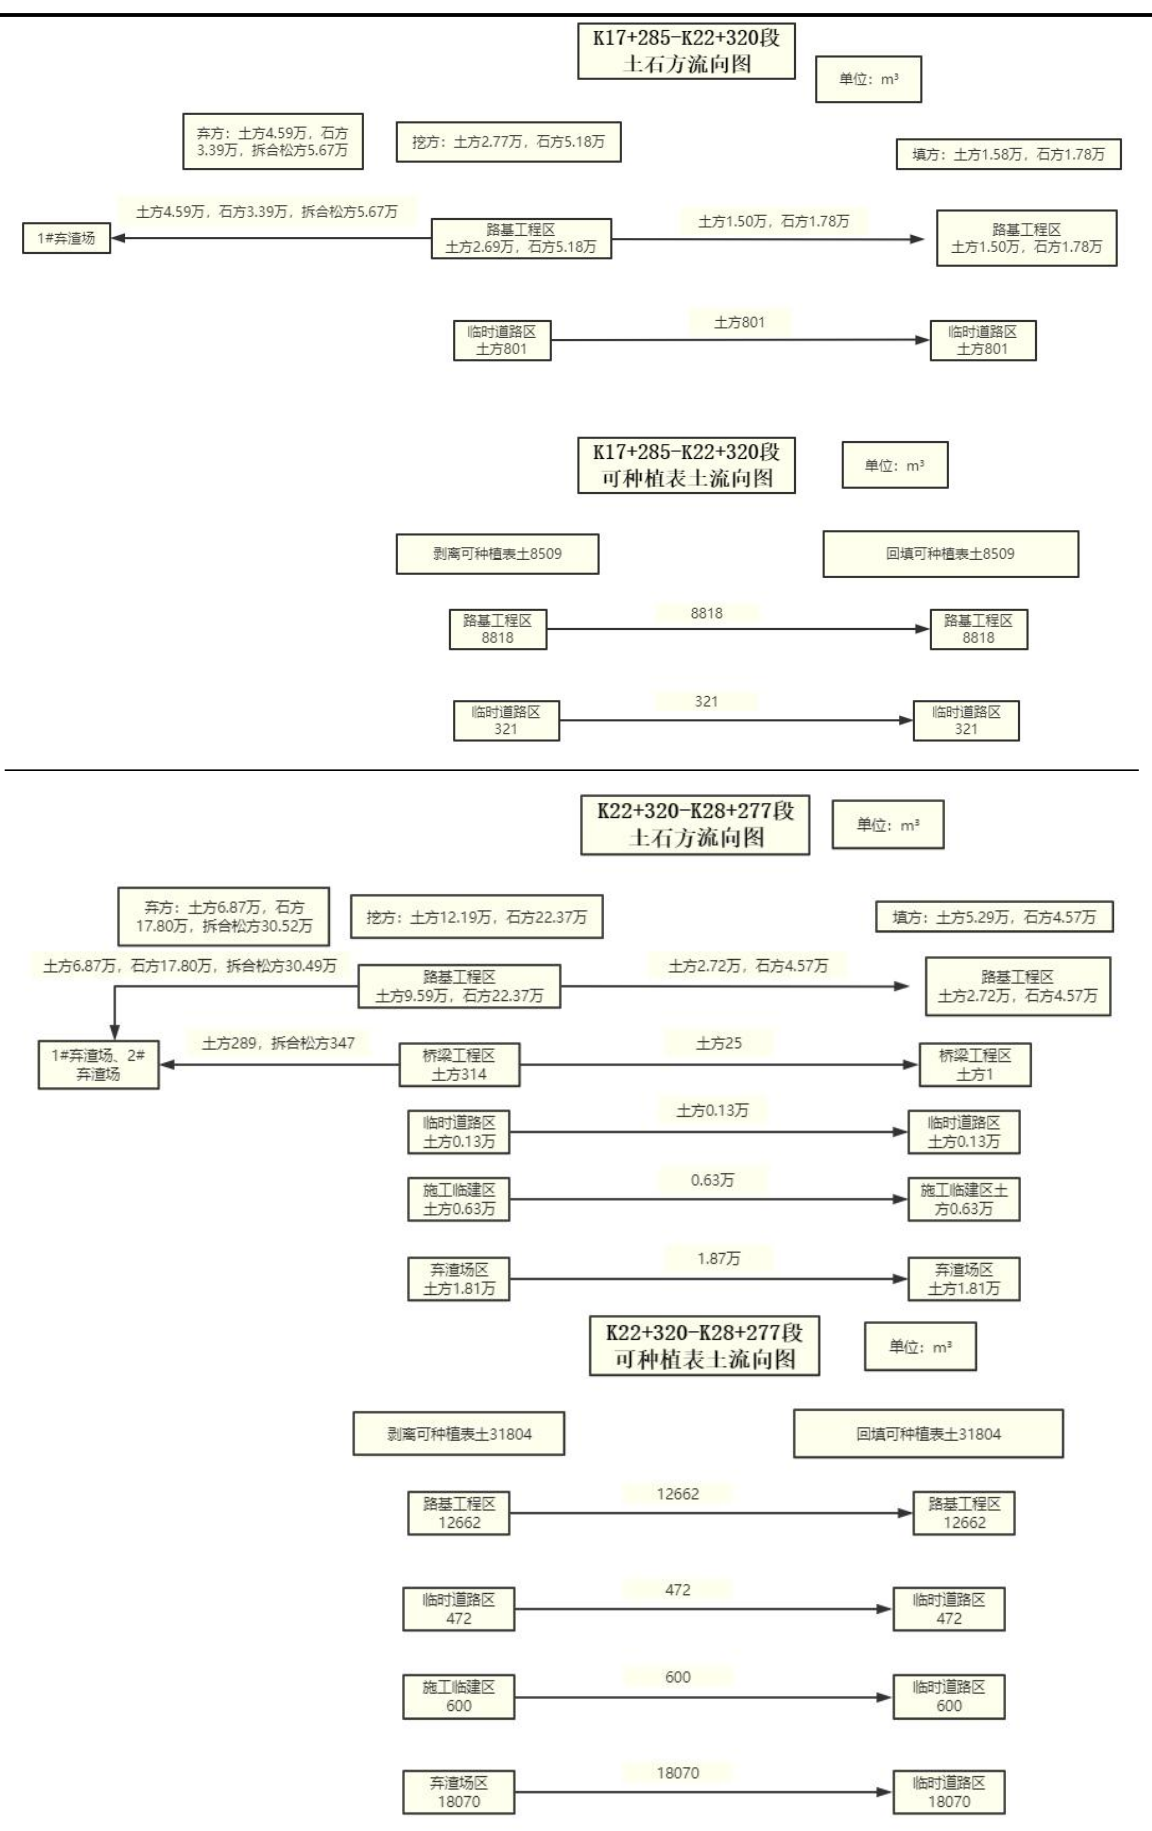 K17+285-K22+320段
土石方流向图
单位：m³
弃方：土方4.59万，石方
3.39万，拆合松方5.67万
挖方：土方2.77万，石方5.18万
填方：土方1.58万，石方1.78万
土方4.59万，石方3.39万，拆合松方5.67万
土方1.50万，石方1.78万
1#弃渣场
路基工程区
土方2.69万，石方5.18万
路基工程区
土方1.50万，石方1.78万
土方801
临时道路区
土方801
临时道路区
土方801
K17+285-K22+320段
可种植表土流向图
单位：m³
剥离可种植表土8509
回填可种植表土8509
8818
路基工程区
8818
路基工程区
8818
321
临时道路区
321
临时道路区
321
K22+320-K28+277段
土石方流向图
单位：m³
弃方：土方6.87万，石方
17.80万，拆合松方30.52万
挖方：土方12.19万，石方22.37万
填方：土方5.29万，石方4.57万
土方6.87万，石方17.80万，拆合松方30.49万
土方2.72万，石方4.57万
路基工程区
土方9.59万，石方22.37万
路基工程区
土方2.72万，石方4.57万
土方289，拆合松方347
土方25
1#弃渣场、2#
弃渣场
桥梁工程区
土方314
桥梁工程区
土方1
土方0.13万
临时道路区
土方0.13万
临时道路区
土方0.13万
0.63万
施工临建区
土方0.63万
施工临建区土
方0.63万
1.87万
弃渣场区
土方1.81万
弃渣场区
土方1.81万
K22+320-K28+277段
可种植表土流向图
单位：m³
剥离可种植表土31804
回填可种植表土31804
12662
路基工程区
12662
路基工程区
12662
472
临时道路区
472
临时道路区
472
600
施工临建区
600
临时道路区
600
18070
弃渣场区
18070
临时道路区
18070